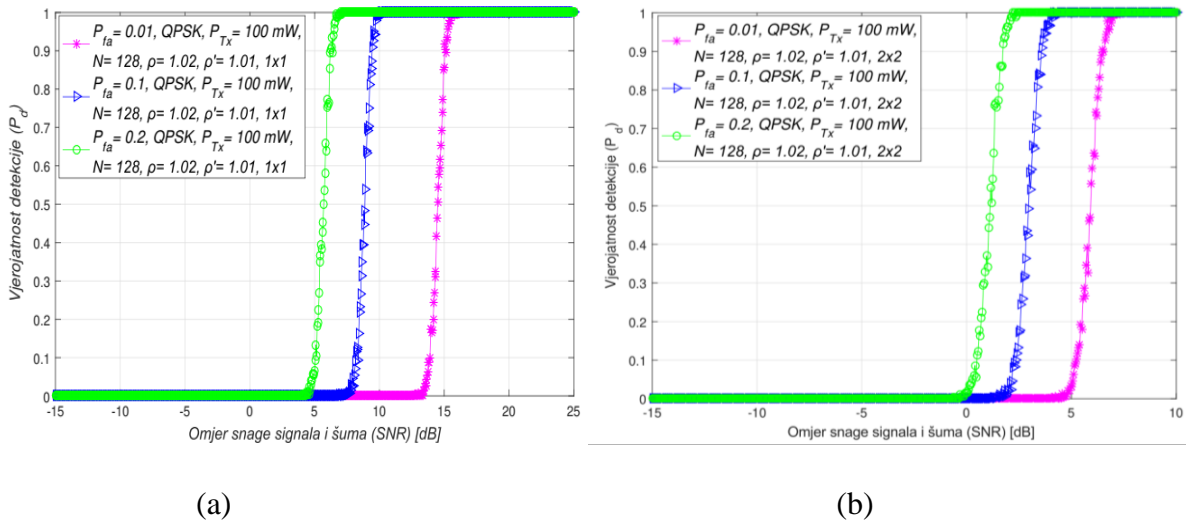 1
0.9
0.8
0.7
0.6
0.5
0.4
0.3
0.2
0.1
0
Vjerojatnost detekcije (P_d)
P_fa = 0.01, QPSK, P_Tx = 100 mW,
N= 128, ρ= 1.02, ρ'= 1.01, 1x1
P_fa = 0.1, QPSK, P_Tx = 100 mW,
N= 128, ρ= 1.02, ρ'= 1.01, 1x1
P_fa = 0.2, QPSK, P_Tx = 100 mW,
N= 128, ρ= 1.02, ρ'= 1.01, 1x1
-15 -10 -5 0 5 10 15 20 25
Omjer snage signala i šuma (SNR) [dB]
(a)
1
0.9
0.8
0.7
0.6
0.5
0.4
0.3
0.2
0.1
0
Vjerojatnost detekcije (P_d)
P_fa = 0.01, QPSK, P_Tx = 100 mW,
N= 128, ρ= 1.02, ρ'= 1.01, 2x2
P_fa = 0.1, QPSK, P_Tx = 100 mW,
N= 128, ρ= 1.02, ρ'= 1.01, 2x2
P_fa = 0.2, QPSK, P_Tx = 100 mW,
N= 128, ρ= 1.02, ρ'= 1.01, 2x2
-15 -10 -5 0 5 10
Omjer snage signala i šuma (SNR) [dB]
(b)